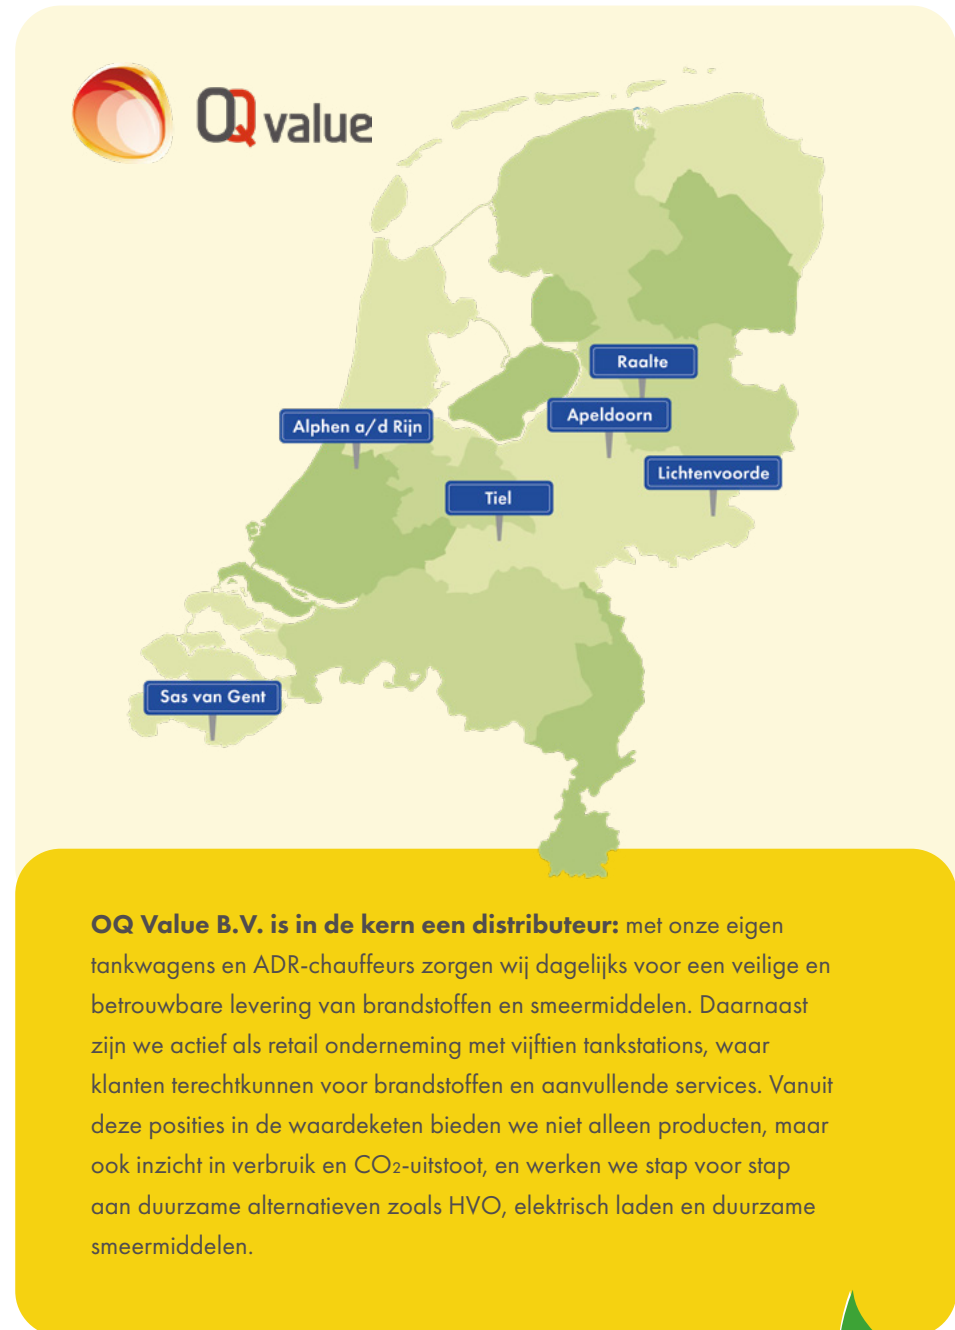 OQ value
Raalte
Apeldoorn
Alphen a/d Rijn
Lichtenvoorde
Tiel
Sas van Gent
OQ Value B.V. is in de kern een distributeur: met onze eigen
tankwagens en ADR-chauffeurs zorgen wij dagelijks voor een veilige en
betrouwbare levering van brandstoffen en smeermiddelen. Daarnaast
zijn we actief als retail onderneming met vijftien tankstations, waar
klanten terechtkunnen voor brandstoffen en aanvullende services. Vanuit
deze posities in de waardeketen bieden we niet alleen producten, maar
ook inzicht in verbruik en CO₂-uitstoot, en werken we stap voor stap
aan duurzame alternatieven zoals HVO, elektrisch laden en duurzame
smeermiddelen.